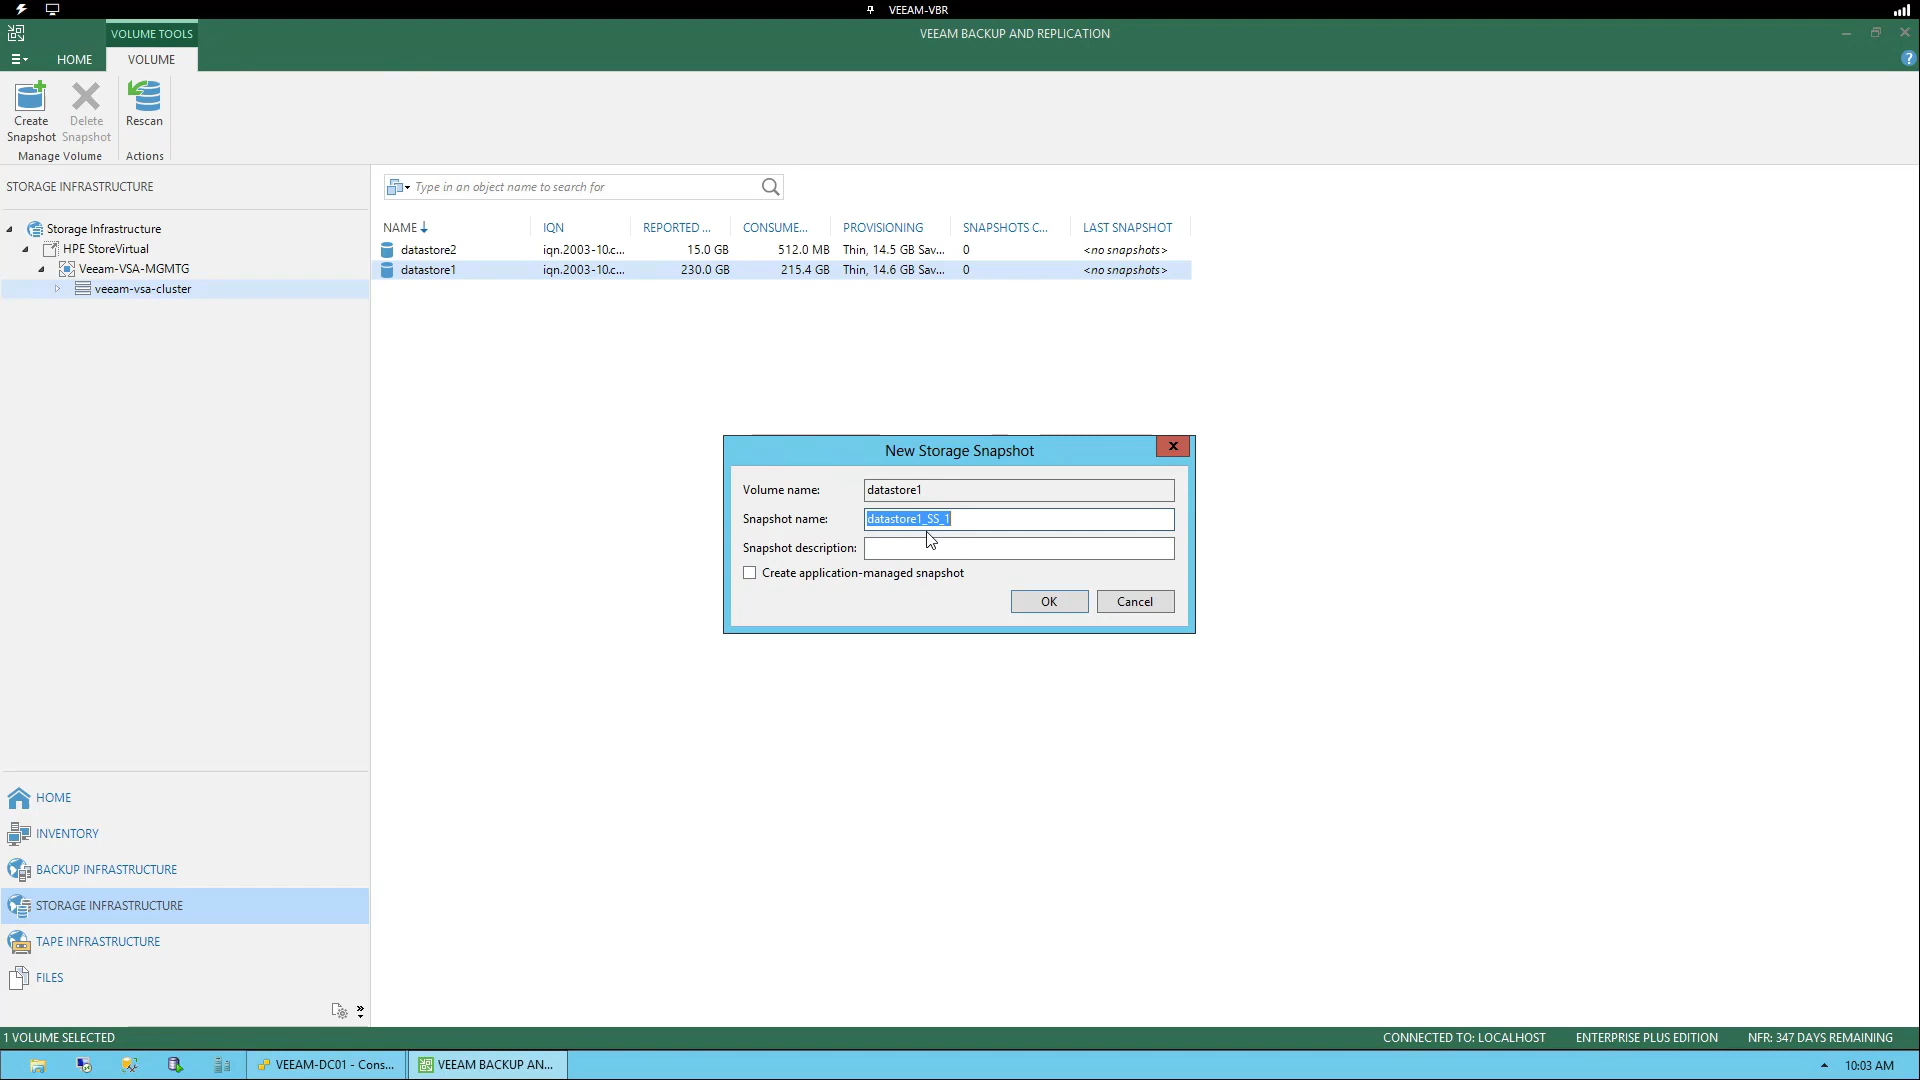 VEEAM-VBR
VOLUME TOOLS
VEEAM BACKUP AND REPLICATION
HOME
VOLUME
?
Create
Snapshot
Delete
Snapshot
Rescan
Manage Volume
Actions
STORAGE INFRASTRUCTURE
Type in an object name to search for
Storage Infrastructure
HPE StoreVirtual
Veeam-VSA-MGMTG
veeam-vsa-cluster
NAME IQN REPORTED ... CONSUME... PROVISIONING SNAPSHOTS C... LAST SNAPSHOT
datastore2 iqn.2003-10.c... 15.0 GB 512.0 MB Thin, 14.5 GB Sav... 0 <no snapshots>
datastore1 iqn.2003-10.c... 230.0 GB 215.4 GB Thin, 14.6 GB Sav... 0 <no snapshots>
New Storage Snapshot
x
Volume name: datastore1
Snapshot name: datastore1_SS_1
Snapshot description:
Create application-managed snapshot
OK
Cancel
HOME
INVENTORY
BACKUP INFRASTRUCTURE
STORAGE INFRASTRUCTURE
TAPE INFRASTRUCTURE
FILES
1 VOLUME SELECTED
CONNECTED TO: LOCALHOST
ENTERPRISE PLUS EDITION
NFR: 347 DAYS REMAINING
VEEAM-DC01 - Cons...
VEEAM BACKUP AN...
10:03 AM